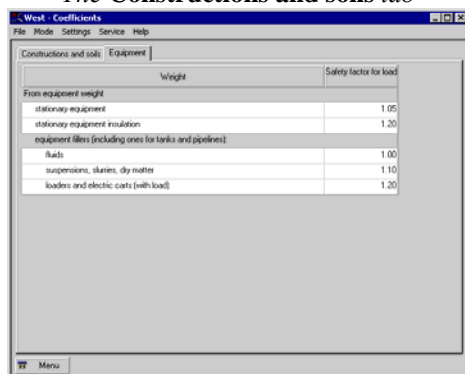 The Constructions and soils tab
West - Coefficients
File Mode Settings Service Help
Constructions and soils Equipment
Weight Safety factor for load
From equipment weight
stationary equipment 1.05
stationary equipment insulation 1.20
equipment fillers (including ones for tanks and pipelines):
fluids 1.00
suspensions, slurries, dry matter 1.10
loaders and electric carts (with load) 1.20
Menu